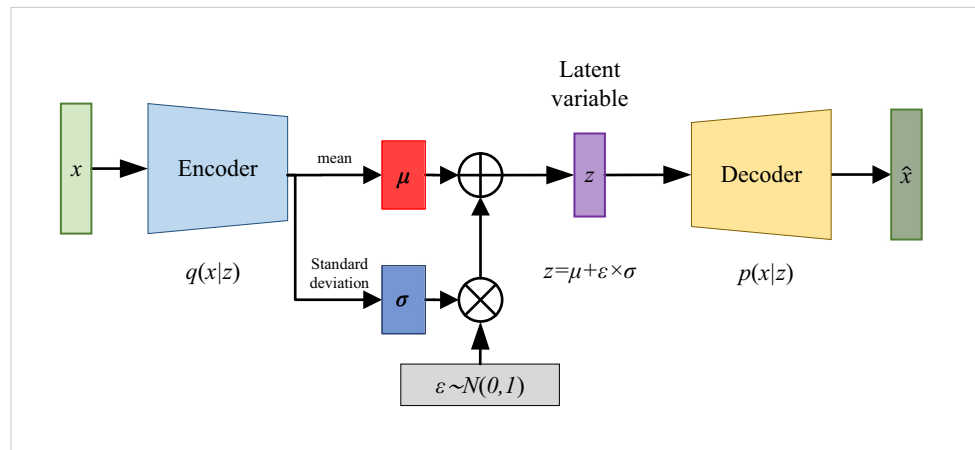 Latent
variable
x
Encoder
mean
μ
z
Decoder
x̂
q(x|z)
Standard
deviation
σ
z=μ+ε×σ
p(x|z)
ε~N(0,1)